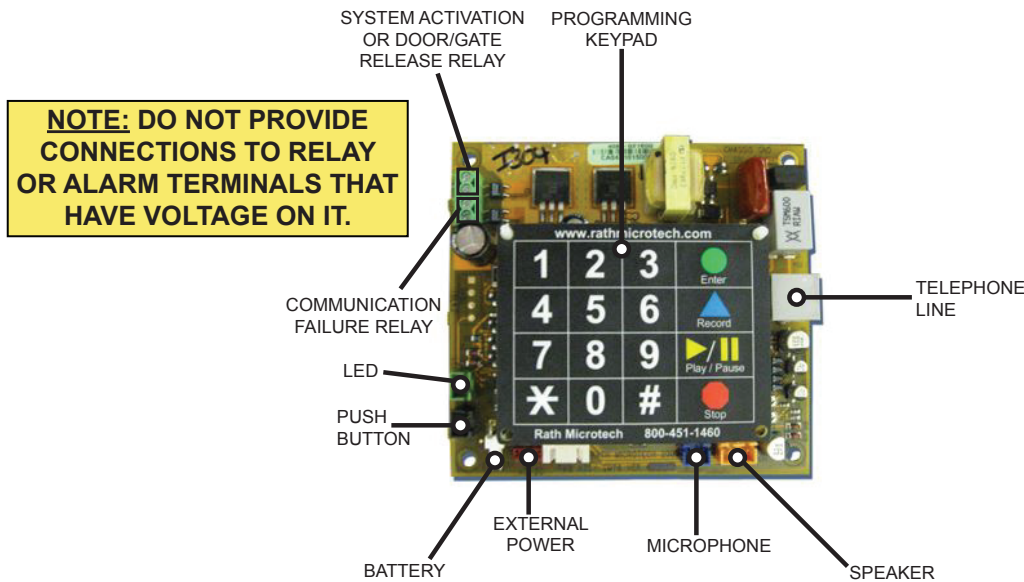 SYSTEM ACTIVATION
OR DOOR/GATE
RELEASE RELAY
PROGRAMMING
KEYPAD
NOTE: DO NOT PROVIDE
CONNECTIONS TO RELAY
OR ALARM TERMINALS THAT
HAVE VOLTAGE ON IT.
I304
www.rathmicrotech.com
1 2 3
Enter
4 5 6
Record
7 8 9
Play / Pause
* 0 #
Stop
Rath Microtech 800-451-1460
COMMUNICATION
FAILURE RELAY
TELEPHONE
LINE
LED
PUSH
BUTTON
BATTERY
EXTERNAL
POWER
MICROPHONE
SPEAKER